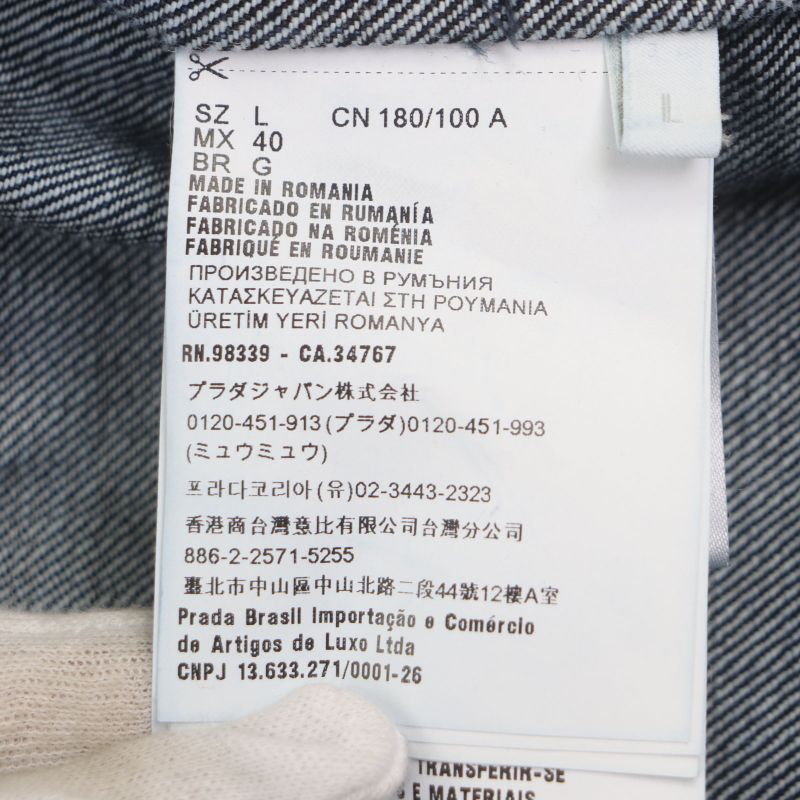 SZ L CN 180/100 A
L
MX 40
BR G
MADE IN ROMANIA
FABRICADO EN RUMANÍA
FABRICADO NA ROMÉNIA
FABRIQUÉ EN ROUMANIE
ПРОИЗВЕДЕНО В РУМЪНИЯ
ΚΑΤΑΣΚΕΥΑΖΕΤΑΙ ΣΤΗ ΡΟΥΜΑΝΙΑ
ÜRETİM YERİ ROMANYA
RN.98339 - CA.34767
プラダジャパン株式会社
0120-451-913(プラダ)0120-451-993
(ミュウミュウ)
프라다코리아(유)02-3443-2323
香港商台灣意比有限公司台灣分公司
886-2-2571-5255
臺北市中山區中山北路二段44號12樓A室
Prada Brasil Importação e Comércio
de Artigos de Luxo Ltda
CNPJ 13.633.271/0001-26
TRANSFERIR-SE
E MATERIAIS